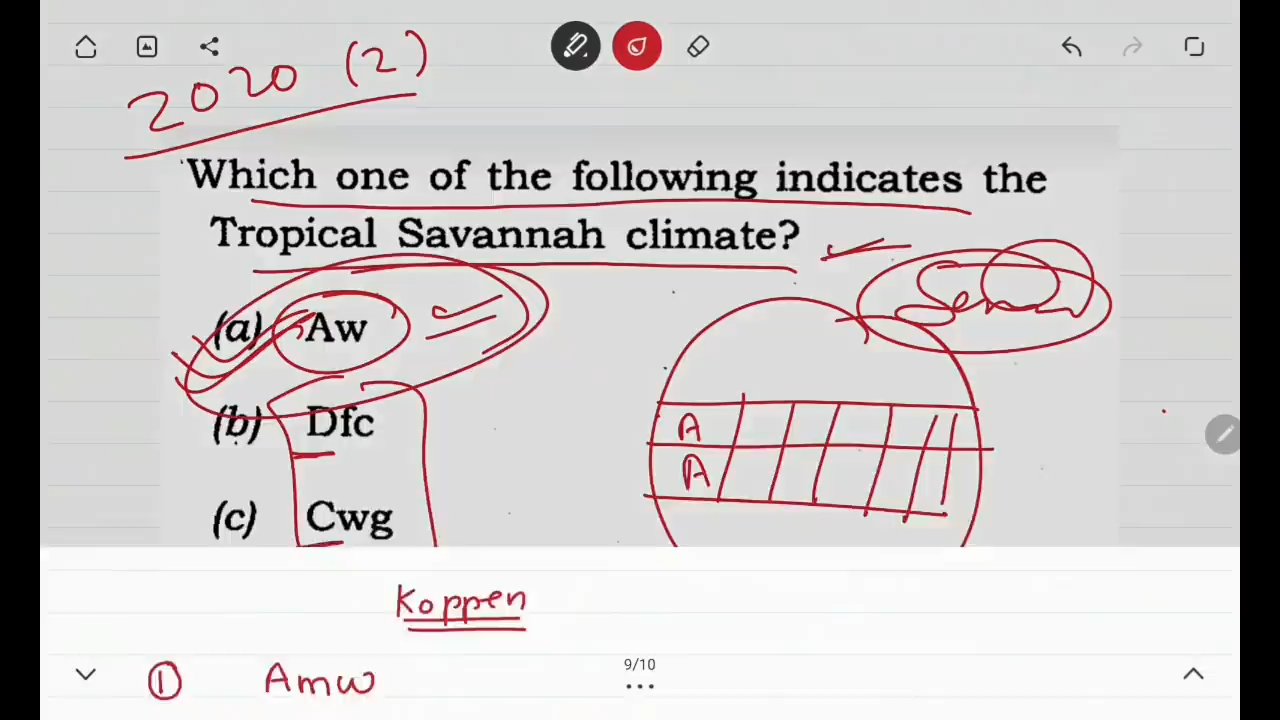 2020 (2)
Which one of the following indicates the
Tropical Savannah climate?
(a) Aw
(b) Dfc
A
A
(c) Cwg
Koppen
9/10
① Amw